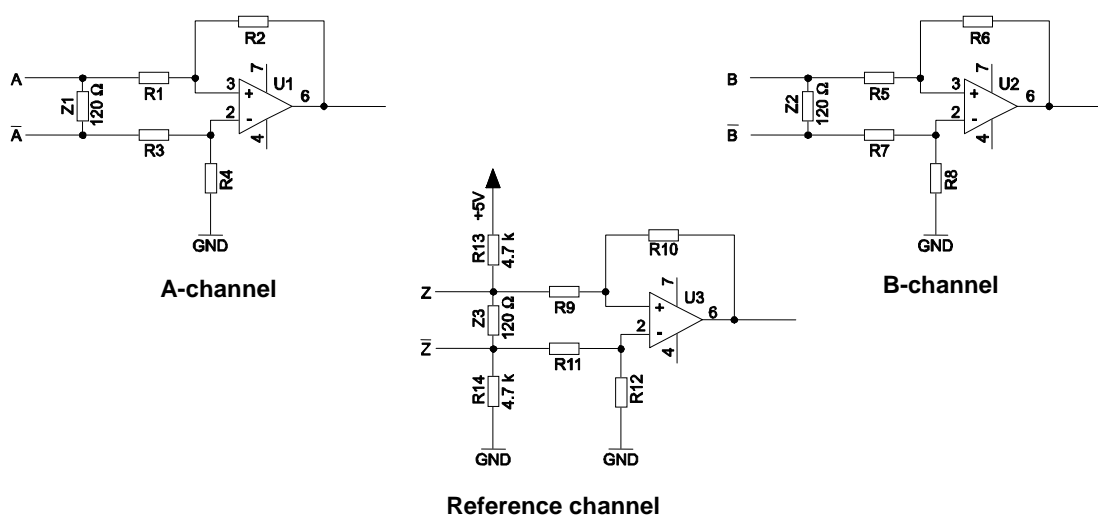 R2
7
U1
A
R1
3
+
6
Z1
120 Ω
2
-
A̅
R3
4
R4
GND
A-channel
R6
7
U2
B
R5
3
+
6
Z2
120 Ω
2
-
B̅
R7
4
R8
GND
B-channel
+5V
R13
4.7 k
R10
7
U3
Z
R9
+
6
Z3
120 Ω
2
-
Z̅
R11
4
R14
4.7 k
R12
GND
GND
Reference channel